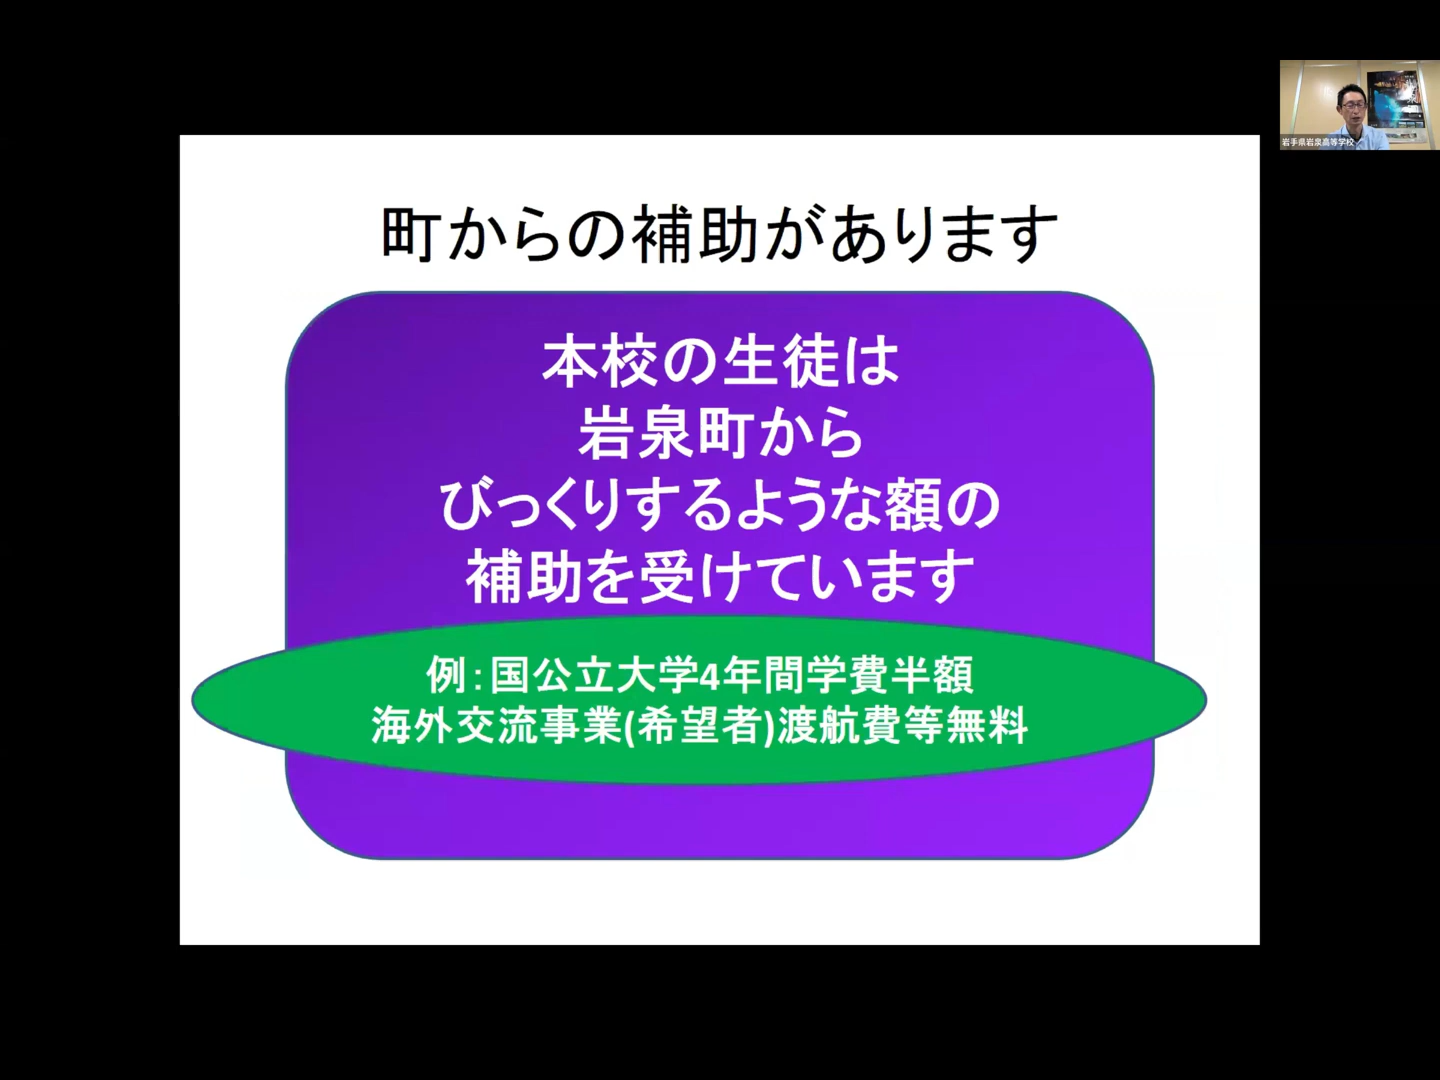 町からの補助があります
本校の生徒は
岩泉町から
びっくりするような額の
補助を受けています
例：国公立大学4年間学費半額
海外交流事業(希望者)渡航費等無料
岩手県岩泉高等学校